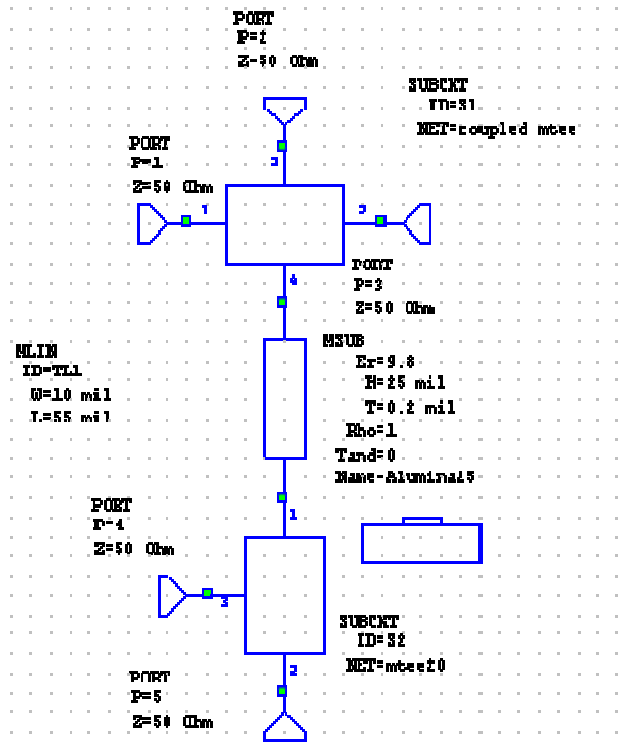 PORT
P=2
Z=50 Ohm
SUBCKT
ID=S1
NET=coupled mtee
PORT
P=1
Z=50 Ohm
3
1
2
4
PORT
P=3
Z=50 Ohm
MLIN
ID=TL1
W=10 mil
L=55 mil
MSUB
Er=9.8
H=25 mil
T=0.2 mil
Rho=1
Tand=0
Name=Alumina25
PORT
P=4
Z=50 Ohm
1
3
SUBCKT
ID=S2
NET=mtee20
2
PORT
P=5
Z=50 Ohm